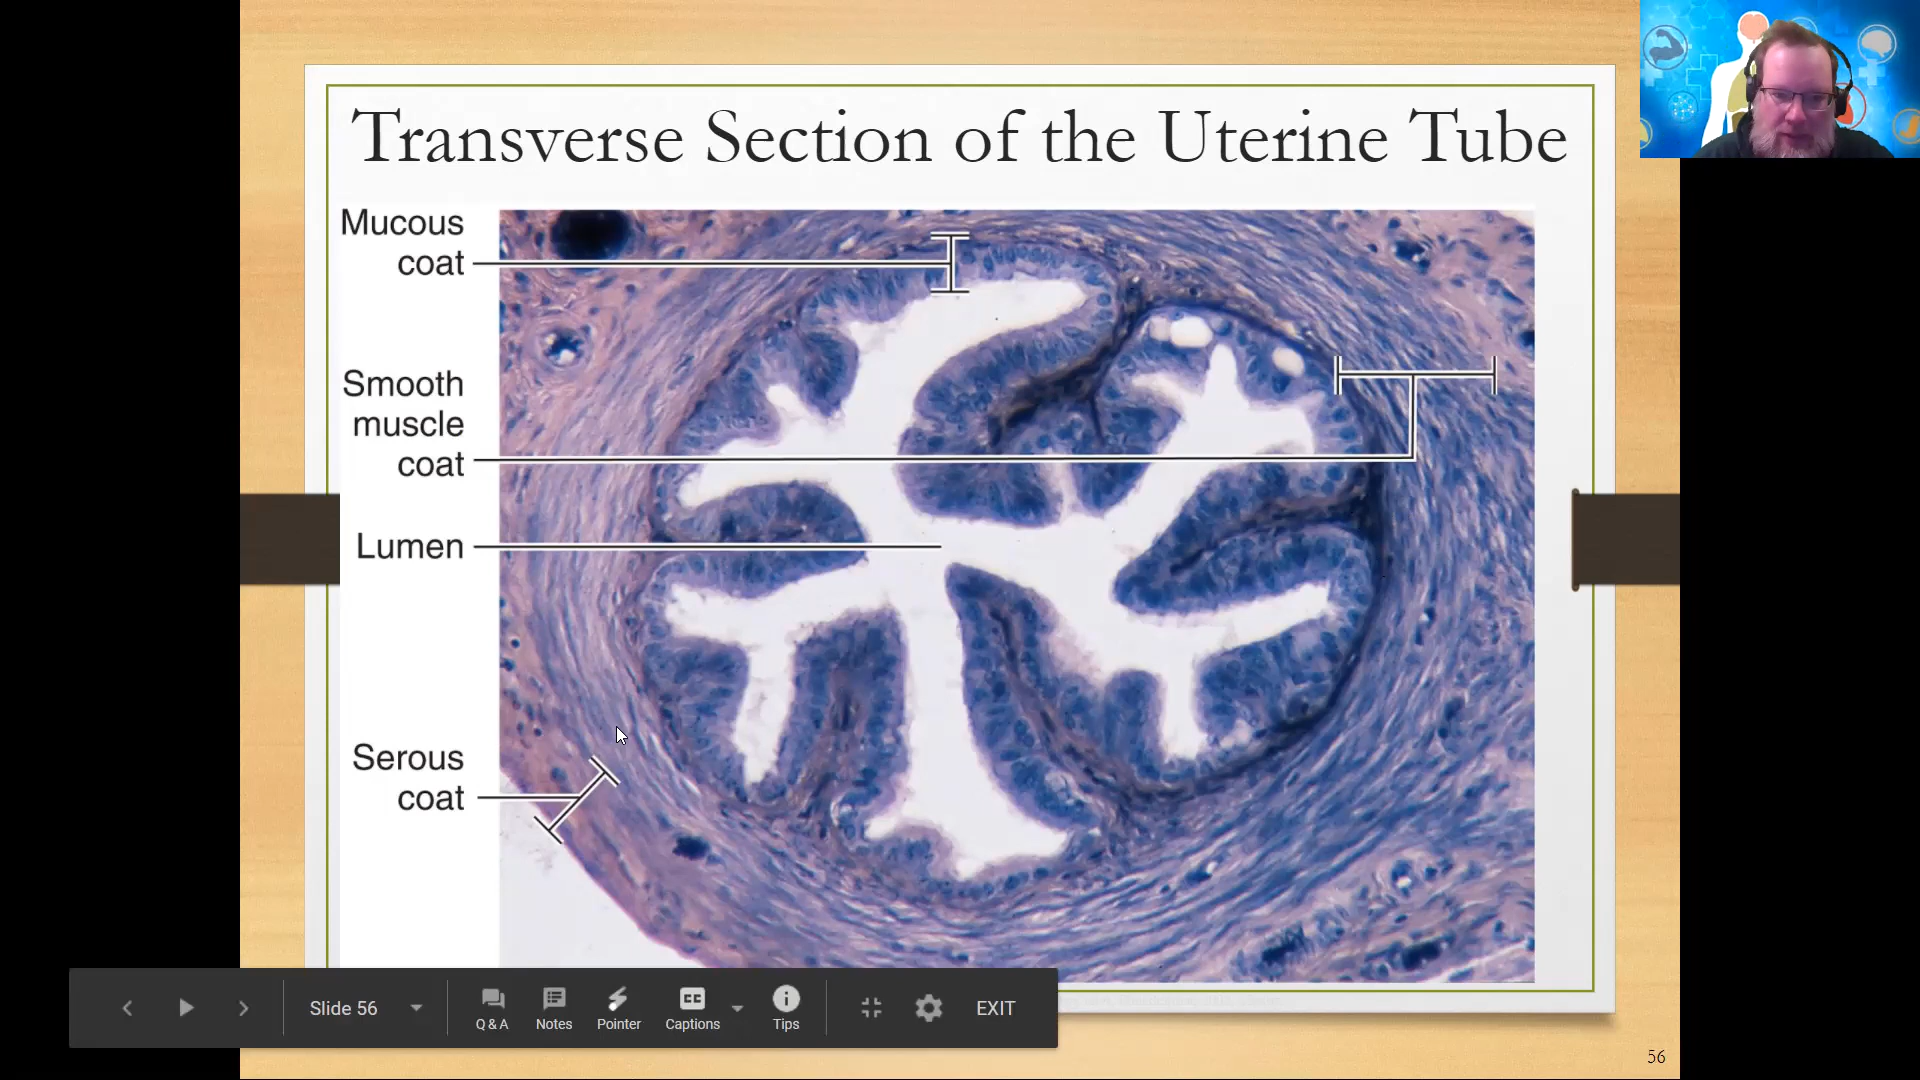 Transverse Section of the Uterine Tube
Mucous
coat
Smooth
muscle
coat
Lumen
Serous
coat
Slide 56
Q & A
Notes
CC
Pointer
Captions
Tips
EXIT
56